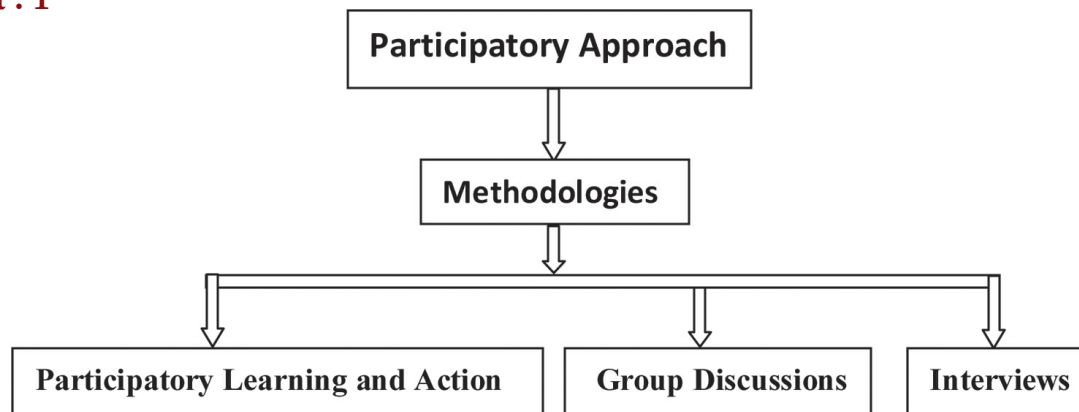 Participatory Approach
Methodologies
Participatory Learning and Action
Group Discussions
Interviews